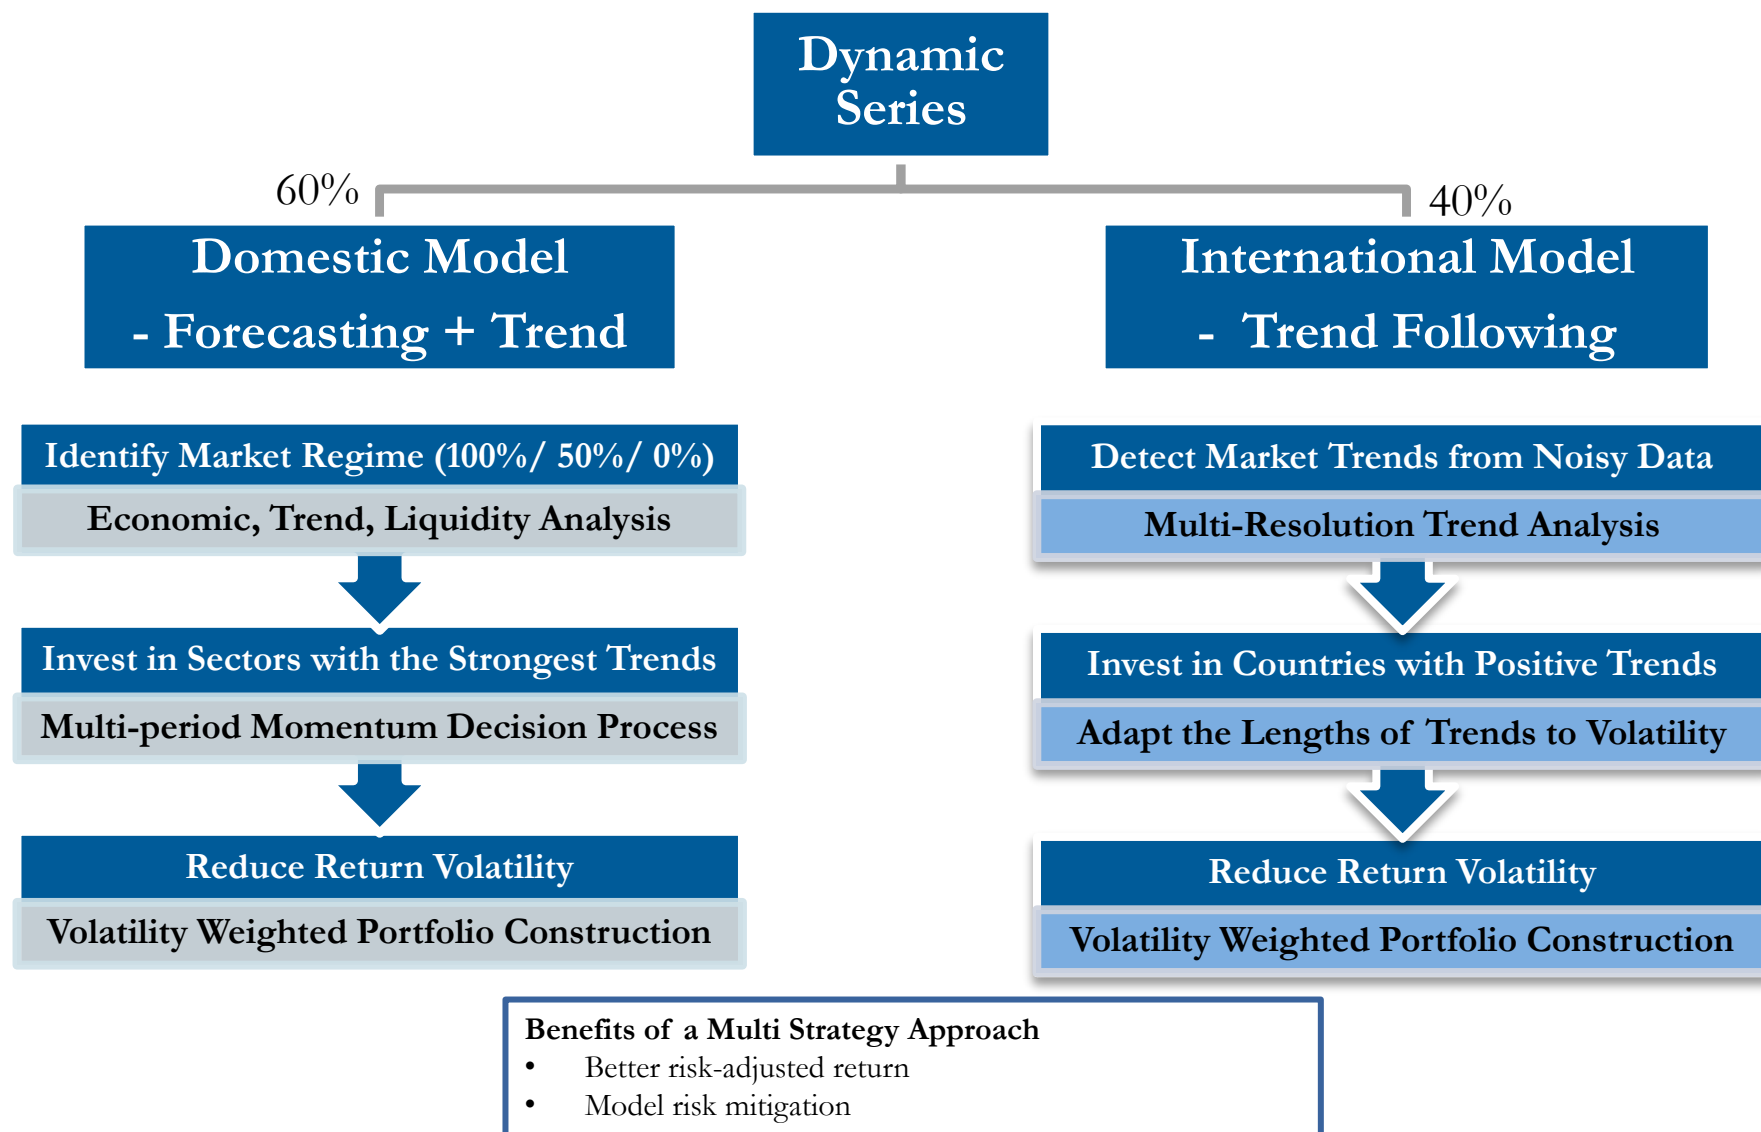 Dynamic
Series
60%
40%
Domestic Model
- Forecasting + Trend
International Model
- Trend Following
Identify Market Regime (100%/ 50%/ 0%)
Economic, Trend, Liquidity Analysis
Invest in Sectors with the Strongest Trends
Multi-period Momentum Decision Process
Reduce Return Volatility
Volatility Weighted Portfolio Construction
Detect Market Trends from Noisy Data
Multi-Resolution Trend Analysis
Invest in Countries with Positive Trends
Adapt the Lengths of Trends to Volatility
Reduce Return Volatility
Volatility Weighted Portfolio Construction
Benefits of a Multi Strategy Approach
• Better risk-adjusted return
• Model risk mitigation